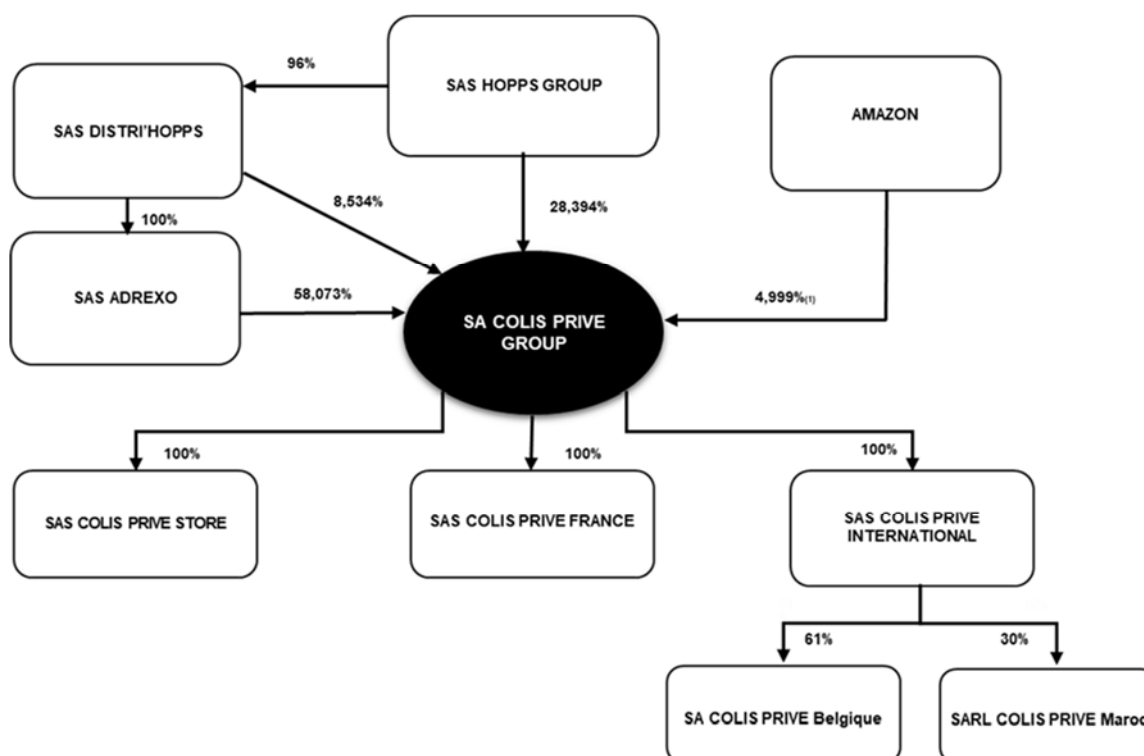 96%
SAS HOPPS GROUP
AMAZON
SAS DISTRI'HOPPS
8,534%
28,394%
100%
SAS ADREXO
58,073%
4,999%(1)
SA COLIS PRIVE
GROUP
100%
100%
100%
SAS COLIS PRIVE STORE
SAS COLIS PRIVE FRANCE
SAS COLIS PRIVE
INTERNATIONAL
61%
30%
SA COLIS PRIVE Belgique
SARL COLIS PRIVE Maroc